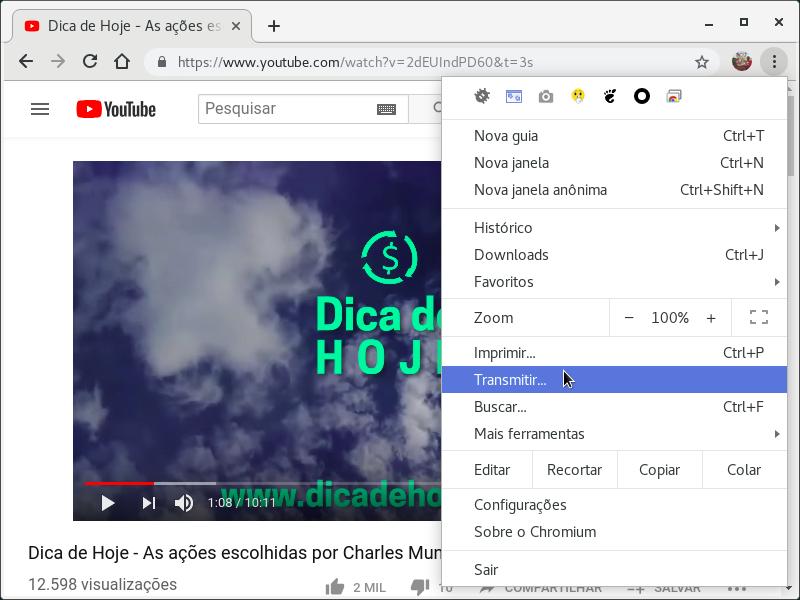 Dica de Hoje - As ações es
https://www.youtube.com/watch?v=2dEUIndPD60&t=3s
YouTube
Pesquisar
Nova guia Ctrl+T
Nova janela Ctrl+N
Nova janela anônima Ctrl+Shift+N
Histórico
Downloads Ctrl+J
Favoritos
Zoom − 100% +
Imprimir... Ctrl+P
Transmitir...
Buscar... Ctrl+F
Mais ferramentas
Editar Recortar Copiar Colar
Configurações
Sobre o Chromium
Sair
$
Dica de
HOJ
www.dicadeho
1:08 / 10:11
Dica de Hoje - As ações escolhidas por Charles Mun
12.598 visualizações
2 MIL
10
COMPARTILHAR
SALVAR